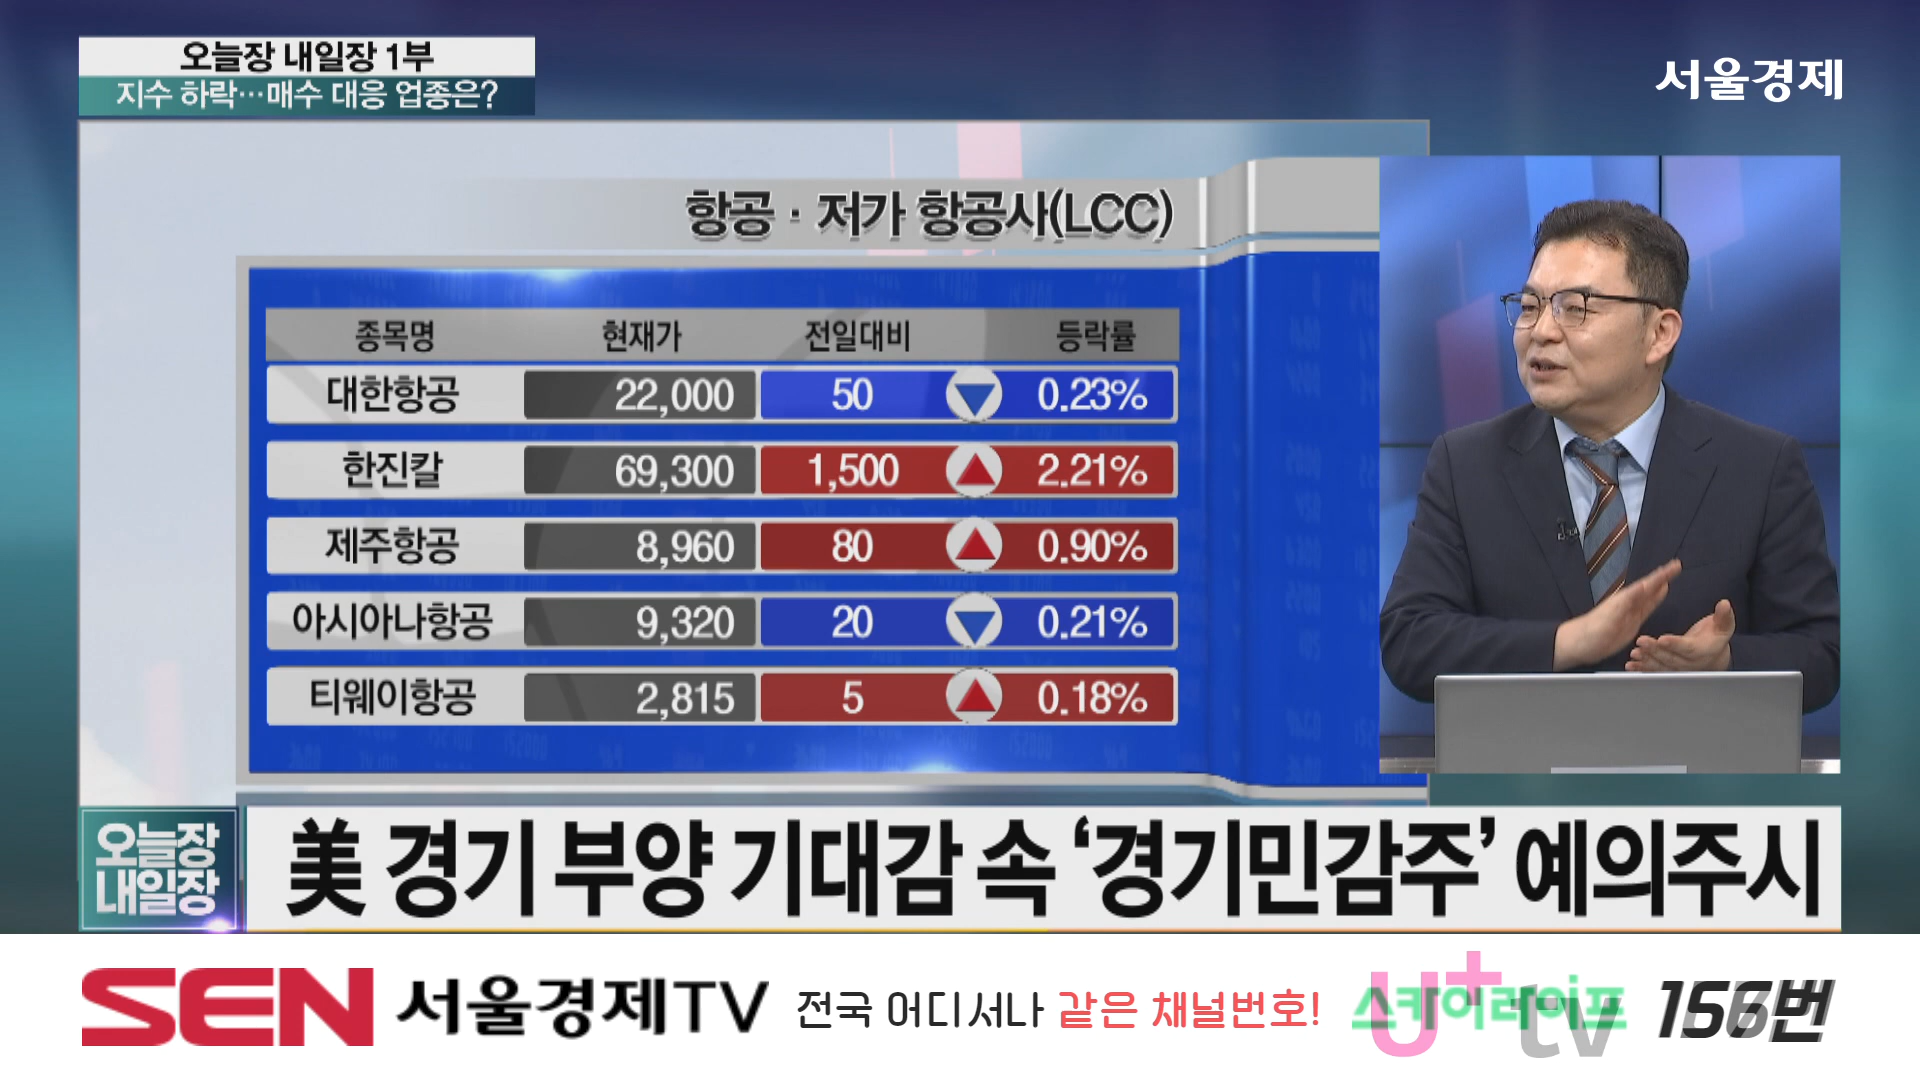 오늘장 내일장 1부
지수 하락…매수 대응 업종은?
서울경제
항공·저가 항공사(LCC)
종목명 현재가 전일대비 등락률
대한항공 22,000 50 ▼ 0.23%
한진칼 69,300 1,500 ▲ 2.21%
제주항공 8,960 80 ▲ 0.90%
아시아나항공 9,320 20 ▼ 0.21%
티웨이항공 2,815 5 ▲ 0.18%
오늘장
내일장
美 경기 부양 기대감 속 ‘경기민감주’ 예의주시
SEN 서울경제TV 전국 어디서나 같은 채널번호! 스카이라이프 U+tv 156번